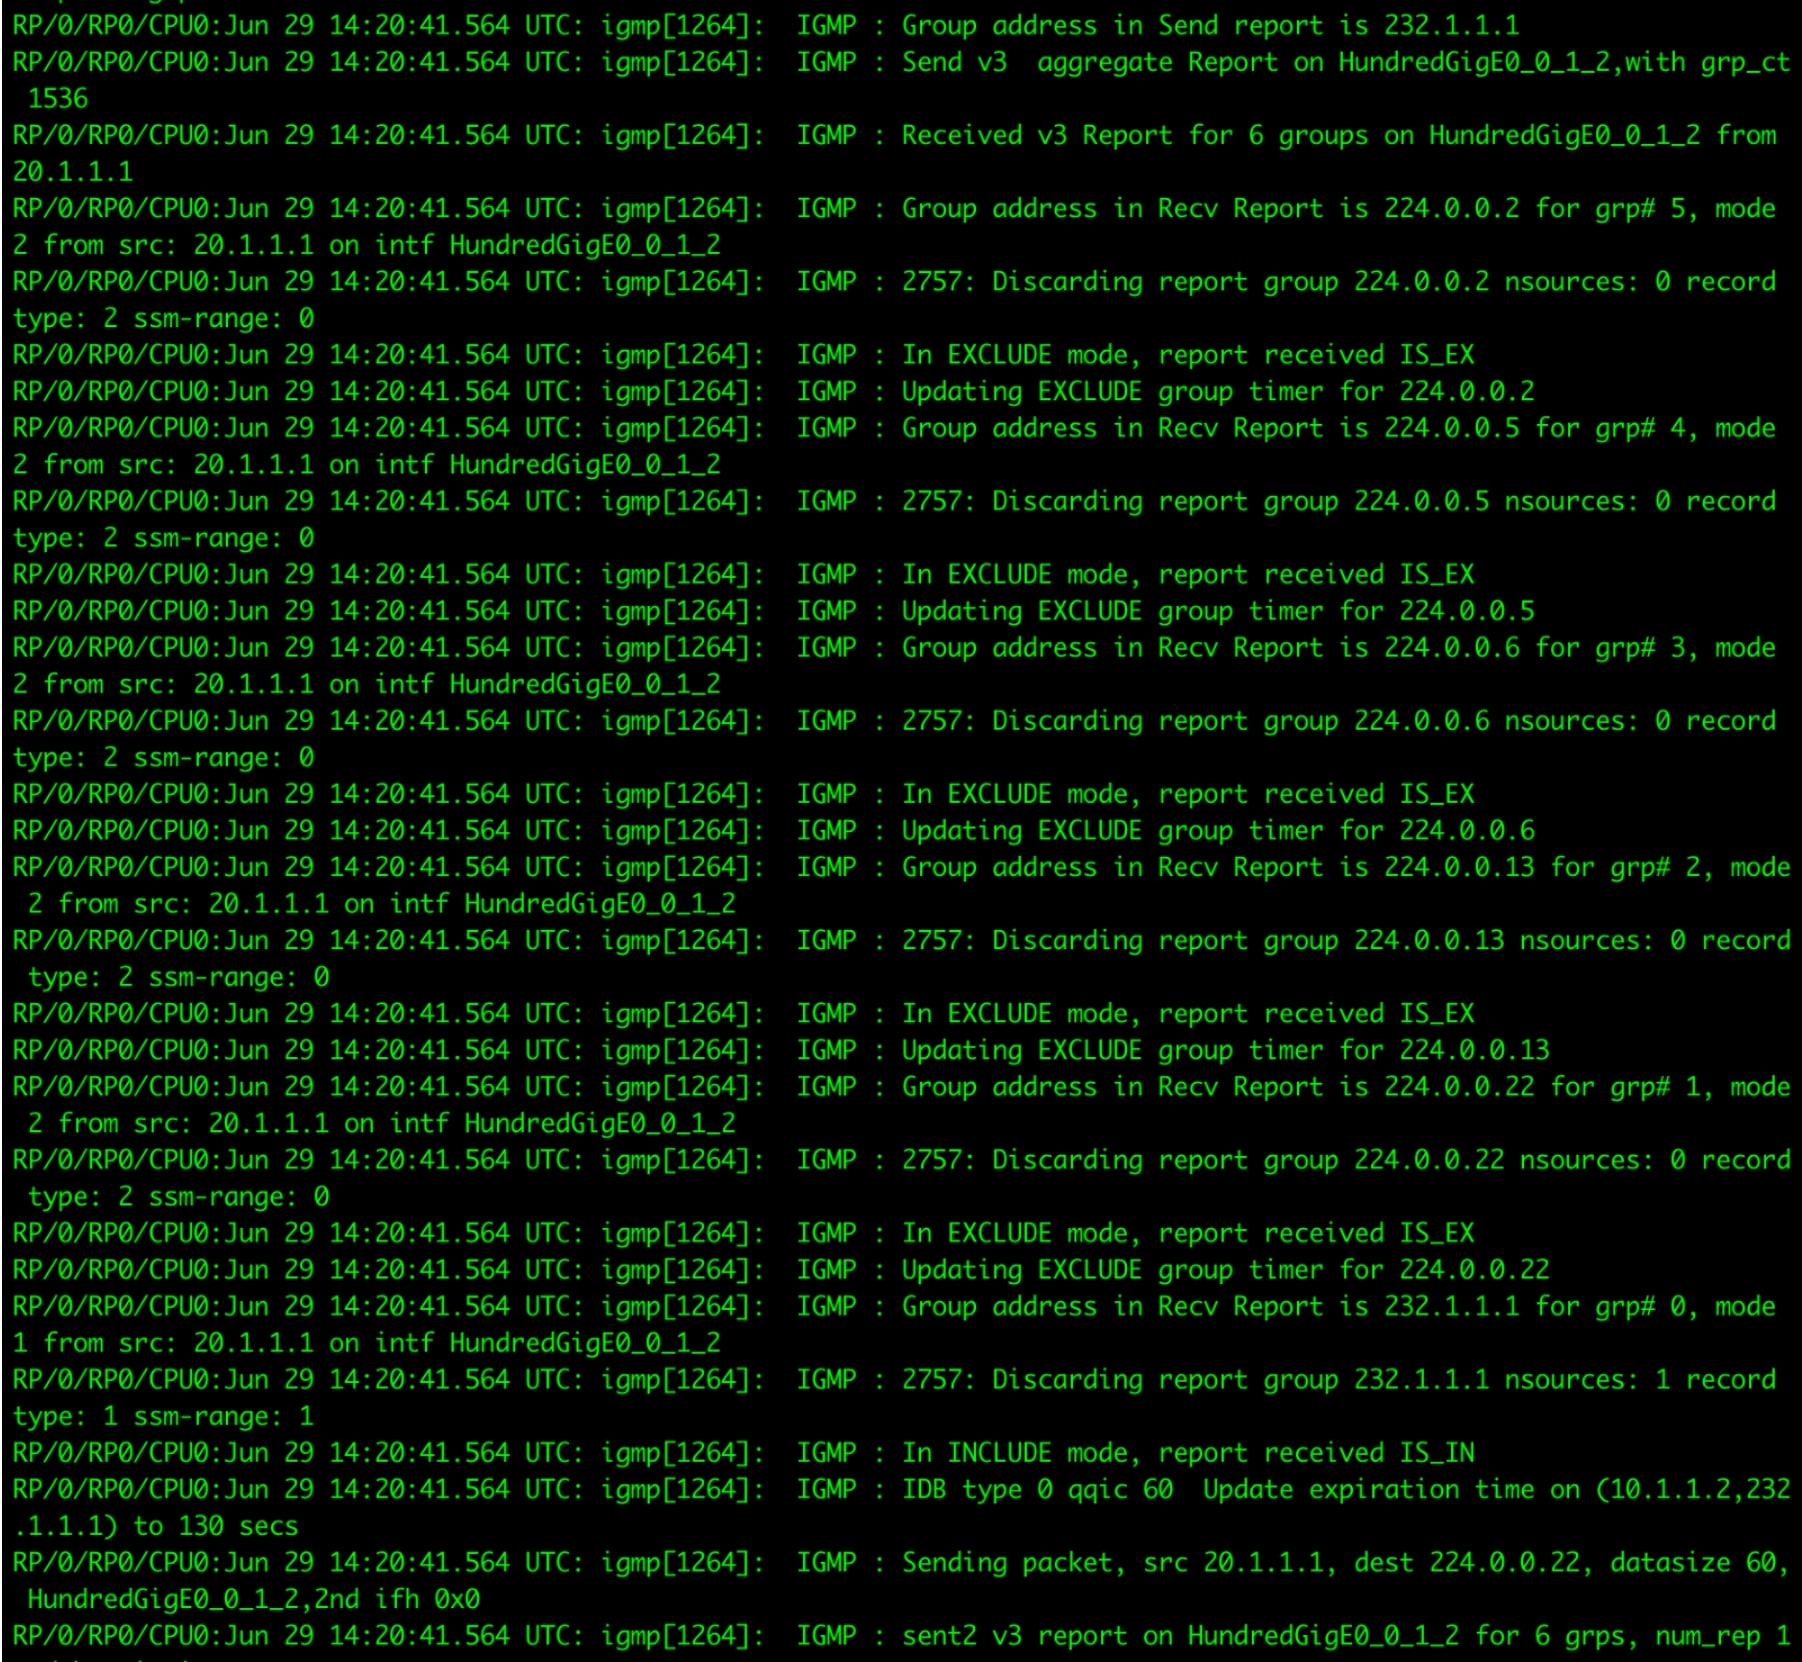 RP/0/RP0/CPU0:Jun 29 14:20:41.564 UTC: igmp[1264]:  IGMP : Group address in Send report is 232.1.1.1
RP/0/RP0/CPU0:Jun 29 14:20:41.564 UTC: igmp[1264]:  IGMP : Send v3  aggregate Report on HundredGigE0_0_1_2,with grp_ct
 1536
RP/0/RP0/CPU0:Jun 29 14:20:41.564 UTC: igmp[1264]:  IGMP : Received v3 Report for 6 groups on HundredGigE0_0_1_2 from
20.1.1.1
RP/0/RP0/CPU0:Jun 29 14:20:41.564 UTC: igmp[1264]:  IGMP : Group address in Recv Report is 224.0.0.2 for grp# 5, mode
2 from src: 20.1.1.1 on intf HundredGigE0_0_1_2
RP/0/RP0/CPU0:Jun 29 14:20:41.564 UTC: igmp[1264]:  IGMP : 2757: Discarding report group 224.0.0.2 nsources: 0 record
type: 2 ssm-range: 0
RP/0/RP0/CPU0:Jun 29 14:20:41.564 UTC: igmp[1264]:  IGMP : In EXCLUDE mode, report received IS_EX
RP/0/RP0/CPU0:Jun 29 14:20:41.564 UTC: igmp[1264]:  IGMP : Updating EXCLUDE group timer for 224.0.0.2
RP/0/RP0/CPU0:Jun 29 14:20:41.564 UTC: igmp[1264]:  IGMP : Group address in Recv Report is 224.0.0.5 for grp# 4, mode
2 from src: 20.1.1.1 on intf HundredGigE0_0_1_2
RP/0/RP0/CPU0:Jun 29 14:20:41.564 UTC: igmp[1264]:  IGMP : 2757: Discarding report group 224.0.0.5 nsources: 0 record
type: 2 ssm-range: 0
RP/0/RP0/CPU0:Jun 29 14:20:41.564 UTC: igmp[1264]:  IGMP : In EXCLUDE mode, report received IS_EX
RP/0/RP0/CPU0:Jun 29 14:20:41.564 UTC: igmp[1264]:  IGMP : Updating EXCLUDE group timer for 224.0.0.5
RP/0/RP0/CPU0:Jun 29 14:20:41.564 UTC: igmp[1264]:  IGMP : Group address in Recv Report is 224.0.0.6 for grp# 3, mode
2 from src: 20.1.1.1 on intf HundredGigE0_0_1_2
RP/0/RP0/CPU0:Jun 29 14:20:41.564 UTC: igmp[1264]:  IGMP : 2757: Discarding report group 224.0.0.6 nsources: 0 record
type: 2 ssm-range: 0
RP/0/RP0/CPU0:Jun 29 14:20:41.564 UTC: igmp[1264]:  IGMP : In EXCLUDE mode, report received IS_EX
RP/0/RP0/CPU0:Jun 29 14:20:41.564 UTC: igmp[1264]:  IGMP : Updating EXCLUDE group timer for 224.0.0.6
RP/0/RP0/CPU0:Jun 29 14:20:41.564 UTC: igmp[1264]:  IGMP : Group address in Recv Report is 224.0.0.13 for grp# 2, mode
 2 from src: 20.1.1.1 on intf HundredGigE0_0_1_2
RP/0/RP0/CPU0:Jun 29 14:20:41.564 UTC: igmp[1264]:  IGMP : 2757: Discarding report group 224.0.0.13 nsources: 0 record
 type: 2 ssm-range: 0
RP/0/RP0/CPU0:Jun 29 14:20:41.564 UTC: igmp[1264]:  IGMP : In EXCLUDE mode, report received IS_EX
RP/0/RP0/CPU0:Jun 29 14:20:41.564 UTC: igmp[1264]:  IGMP : Updating EXCLUDE group timer for 224.0.0.13
RP/0/RP0/CPU0:Jun 29 14:20:41.564 UTC: igmp[1264]:  IGMP : Group address in Recv Report is 224.0.0.22 for grp# 1, mode
 2 from src: 20.1.1.1 on intf HundredGigE0_0_1_2
RP/0/RP0/CPU0:Jun 29 14:20:41.564 UTC: igmp[1264]:  IGMP : 2757: Discarding report group 224.0.0.22 nsources: 0 record
 type: 2 ssm-range: 0
RP/0/RP0/CPU0:Jun 29 14:20:41.564 UTC: igmp[1264]:  IGMP : In EXCLUDE mode, report received IS_EX
RP/0/RP0/CPU0:Jun 29 14:20:41.564 UTC: igmp[1264]:  IGMP : Updating EXCLUDE group timer for 224.0.0.22
RP/0/RP0/CPU0:Jun 29 14:20:41.564 UTC: igmp[1264]:  IGMP : Group address in Recv Report is 232.1.1.1 for grp# 0, mode
1 from src: 20.1.1.1 on intf HundredGigE0_0_1_2
RP/0/RP0/CPU0:Jun 29 14:20:41.564 UTC: igmp[1264]:  IGMP : 2757: Discarding report group 232.1.1.1 nsources: 1 record
type: 1 ssm-range: 1
RP/0/RP0/CPU0:Jun 29 14:20:41.564 UTC: igmp[1264]:  IGMP : In INCLUDE mode, report received IS_IN
RP/0/RP0/CPU0:Jun 29 14:20:41.564 UTC: igmp[1264]:  IGMP : IDB type 0 qqic 60  Update expiration time on (10.1.1.2,232
.1.1.1) to 130 secs
RP/0/RP0/CPU0:Jun 29 14:20:41.564 UTC: igmp[1264]:  IGMP : Sending packet, src 20.1.1.1, dest 224.0.0.22, datasize 60,
 HundredGigE0_0_1_2,2nd ifh 0x0
RP/0/RP0/CPU0:Jun 29 14:20:41.564 UTC: igmp[1264]:  IGMP : sent2 v3 report on HundredGigE0_0_1_2 for 6 grps, num_rep 1